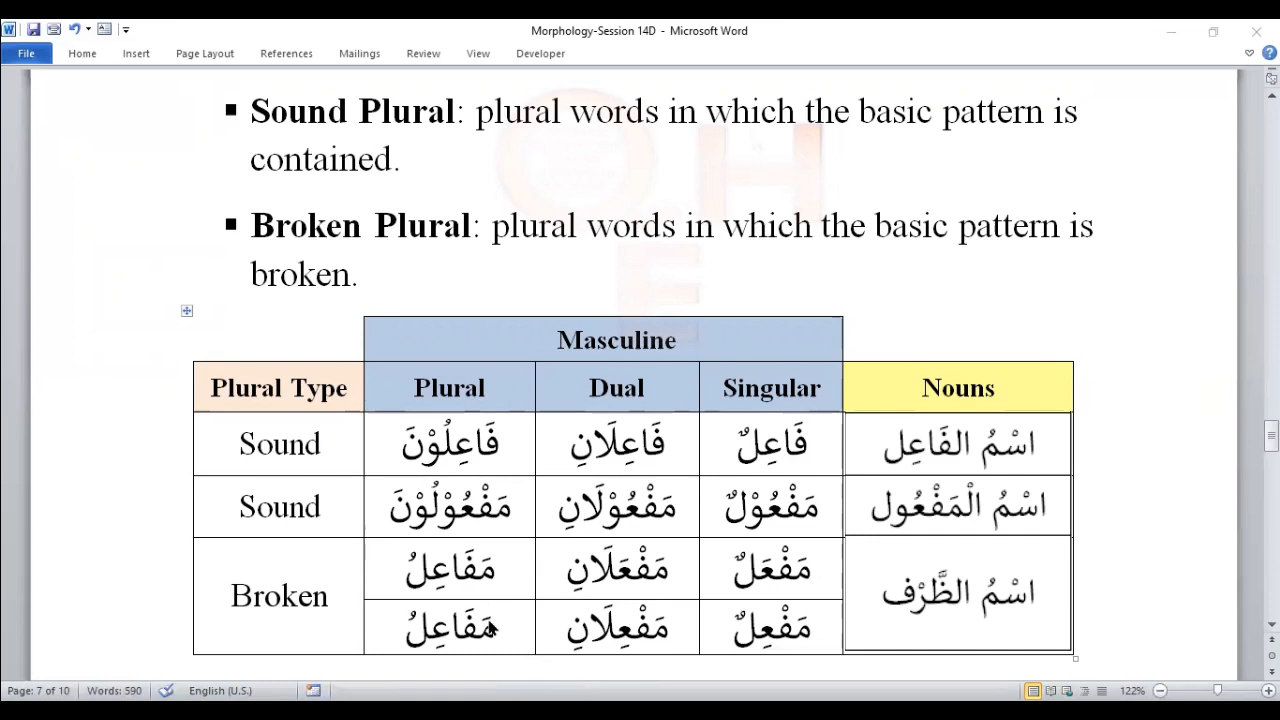 Morphology-Session 14D - Microsoft Word
File Home Insert Page Layout References Mailings Review View Developer
▪ Sound Plural: plural words in which the basic pattern is
contained.
▪ Broken Plural: plural words in which the basic pattern is
broken.
Masculine
Plural Type Plural Dual Singular Nouns
Sound فَاعِلُوْنَ فَاعِلَانِ فَاعِلٌ اسْمُ الفَاعِل
Sound مَفْعُوْلُوْنَ مَفْعُوْلَانِ مَفْعُوْلٌ اسْمُ الْمَفْعُول
Broken مَفَاعِلُ مَفْعَلَانِ مَفْعَلٌ اسْمُ الظَّرْف
مَفَاعِلُ مَفْعِلَانِ مَفْعِلٌ
Page: 7 of 10 Words: 590 English (U.S.) 122%